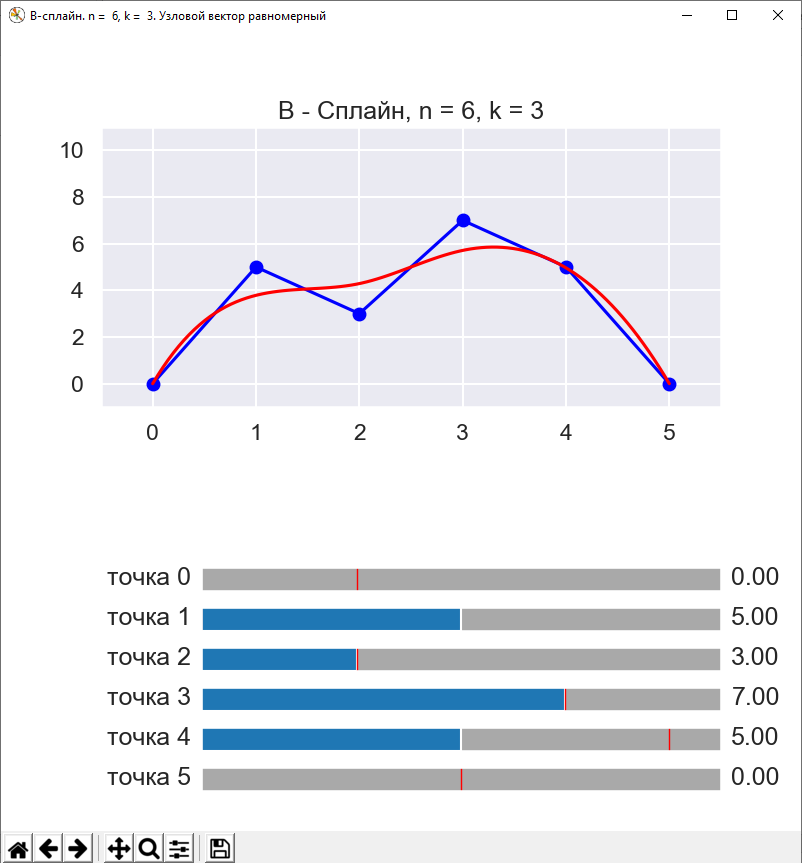 В-сплайн. n =  6, k =  3. Узловой вектор равномерный
В - Сплайн, n = 6, k = 3
10
8
6
4
2
0
0 1 2 3 4 5
точка 0 0.00
точка 1 5.00
точка 2 3.00
точка 3 7.00
точка 4 5.00
точка 5 0.00